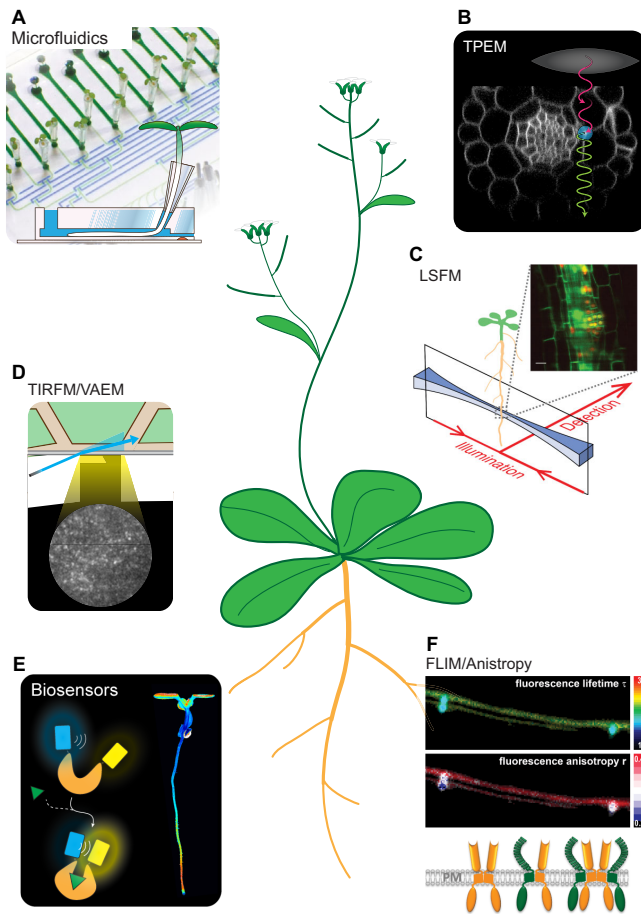 A
Microfluidics
B
TPEM
C
LSFM
Detection
Illumination
D
TIRFM/VAEM
E
Biosensors
F
FLIM/Anistropy
fluorescence lifetime τ
fluorescence anisotropy r
PM